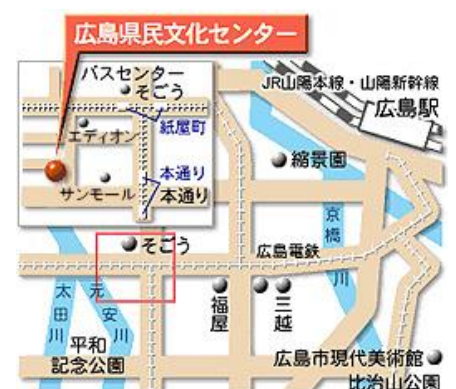 広島県民文化センター
バスセンター
そごう
エディオン
紙屋町
本通り
サンモール
本通り
JR山陽本線・山陽新幹線
広島駅
縮景園
京橋川
そごう
広島電鉄
太田川
元安川
福屋
三越
平和
記念公園
広島市現代美術館
比治山公園